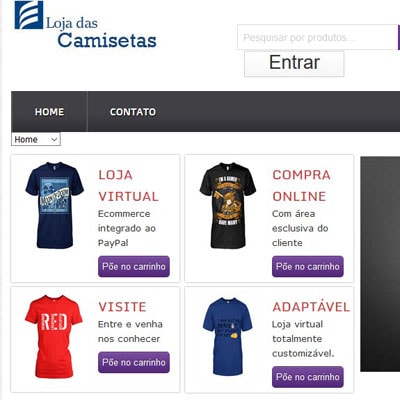 Loja das
Camisetas
Pesquisar por produtos...
Entrar
HOME CONTATO
Home
LOJA
VIRTUAL
Ecommerce
integrado ao
PayPal
Põe no carrinho
COMPRA
ONLINE
Com área
esclusiva do
cliente
Põe no carrinho
RED
VISITE
Entre e venha
nos conhecer
Põe no carrinho
ADAPTÁVEL
Loja virtual
totalmente
customizável.
Põe no carrinho